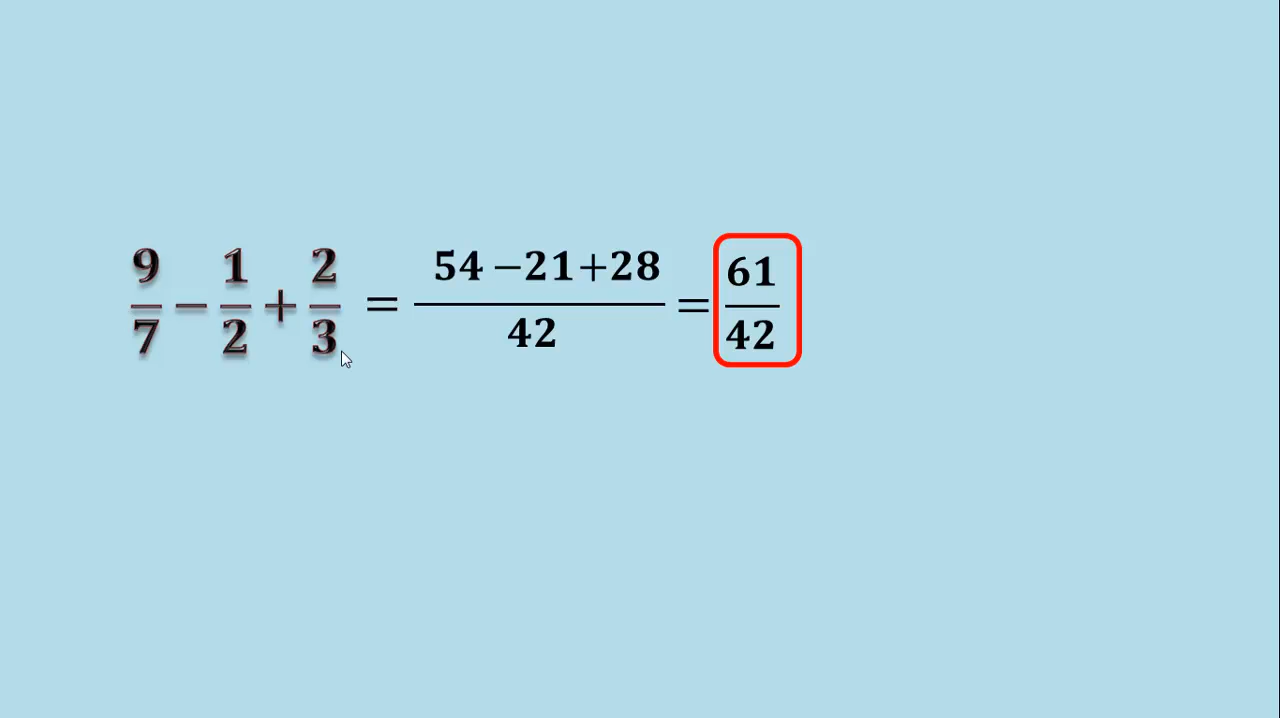 9/7 − 1/2 + 2/3 = 54 −21+28/42 = 61/42